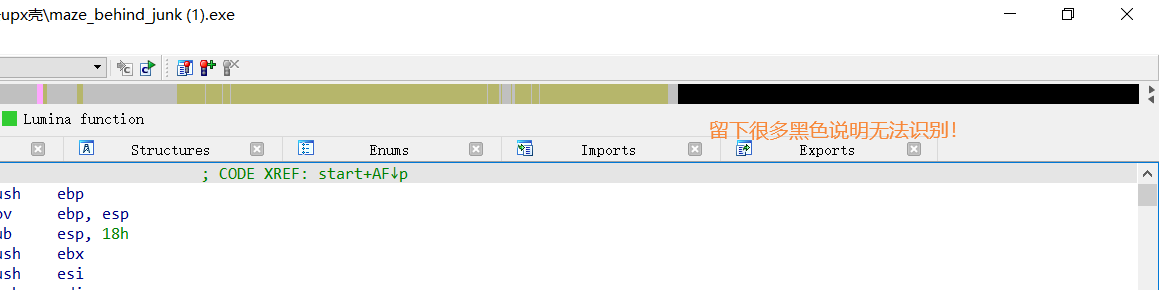 upx壳\maze_behind_junk (1).exe
Lumina function
留下很多黑色说明无法识别！
Structures
Enums
Imports
Exports
; CODE XREF: start+AF↓p
ush ebp
ov ebp, esp
ub esp, 18h
ush ebx
ush esi